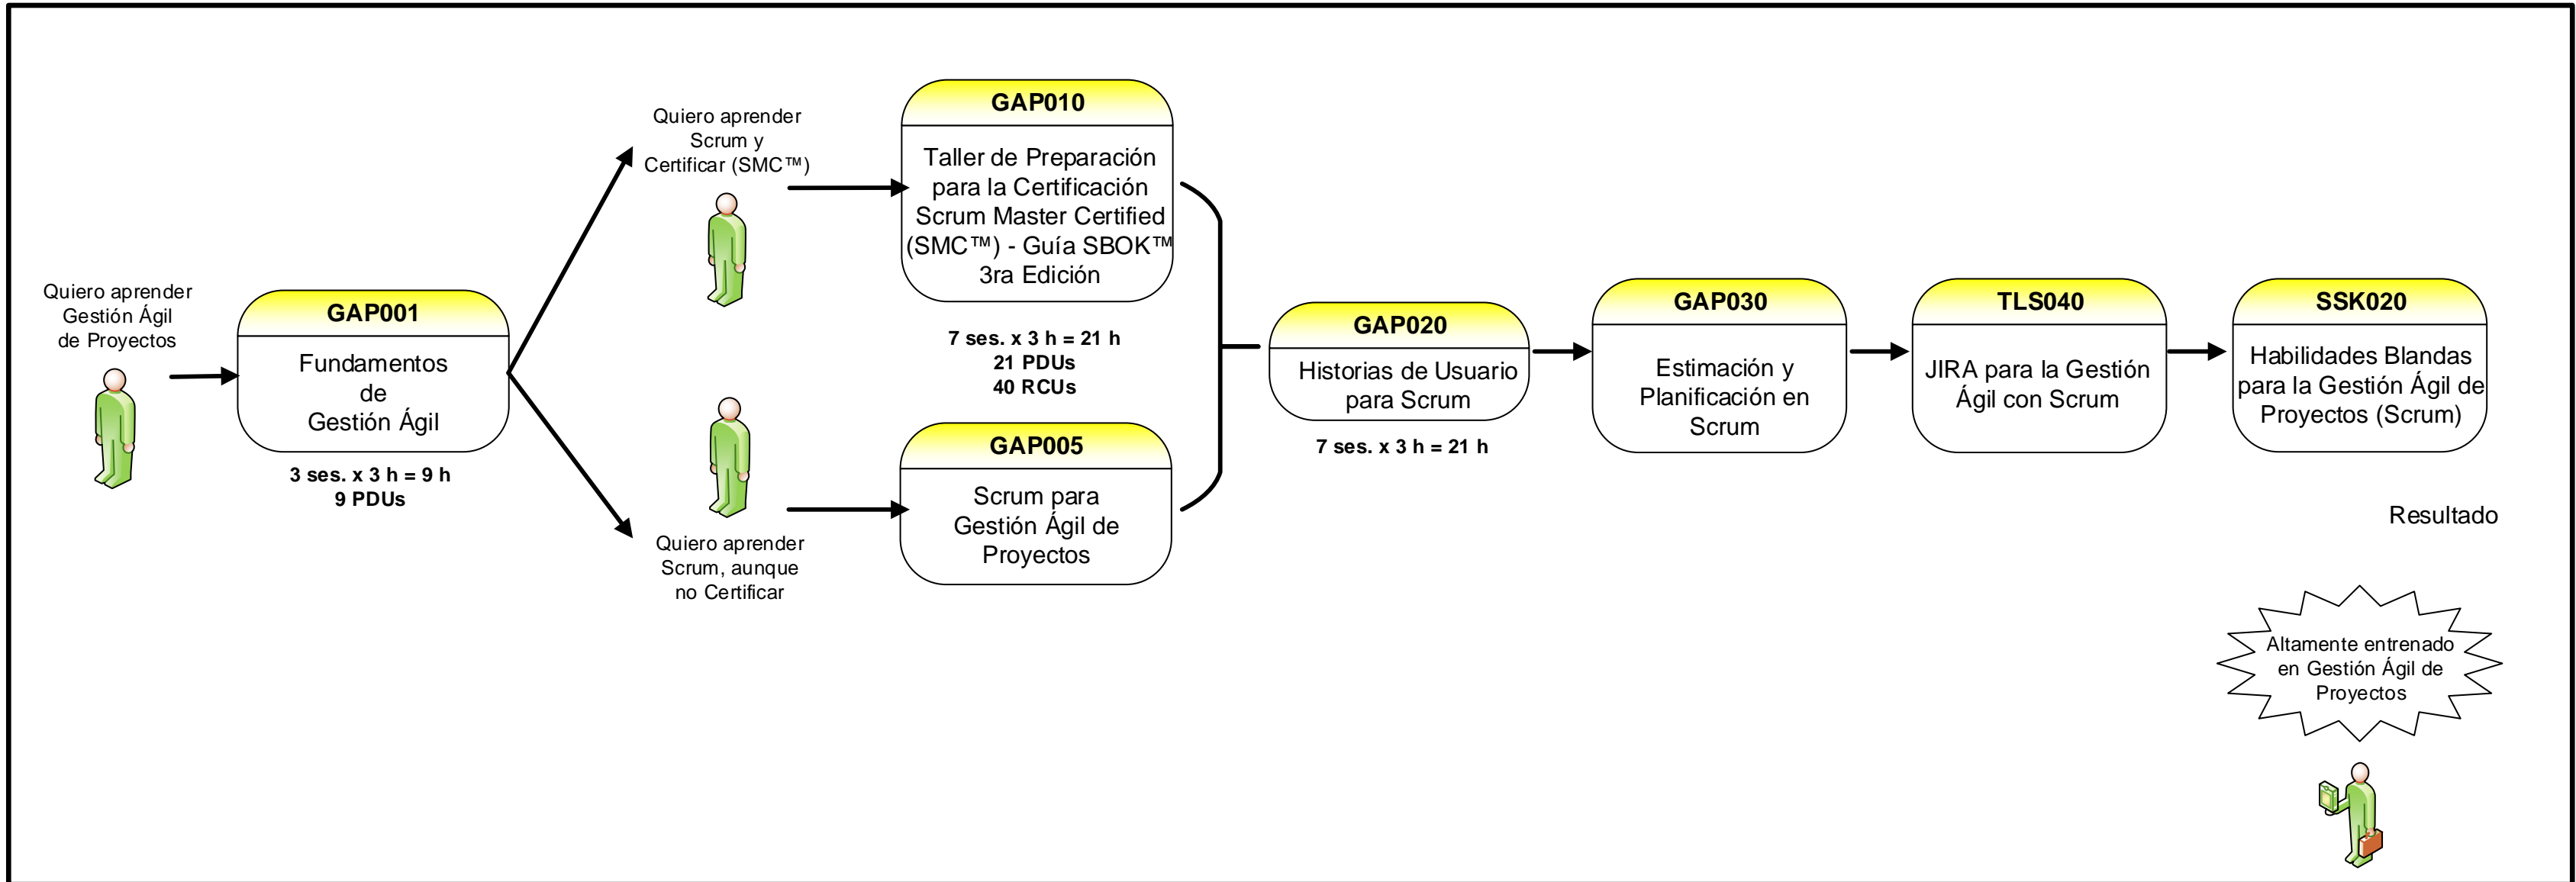 Quiero aprender
Gestión Ágil
de Proyectos
GAP001
Fundamentos
de
Gestión Ágil
3 ses. x 3 h = 9 h
9 PDUs
Quiero aprender
Scrum y
Certificar (SMC™)
GAP010
Taller de Preparación
para la Certificación
Scrum Master Certified
(SMC™) - Guía SBOK™
3ra Edición
7 ses. x 3 h = 21 h
21 PDUs
40 RCUs
Quiero aprender
Scrum, aunque
no Certificar
GAP005
Scrum para
Gestión Ágil de
Proyectos
GAP020
Historias de Usuario
para Scrum
7 ses. x 3 h = 21 h
GAP030
Estimación y
Planificación en
Scrum
TLS040
JIRA para la Gestión
Ágil con Scrum
SSK020
Habilidades Blandas
para la Gestión Ágil de
Proyectos (Scrum)
Resultado
Altamente entrenado
en Gestión Ágil de
Proyectos